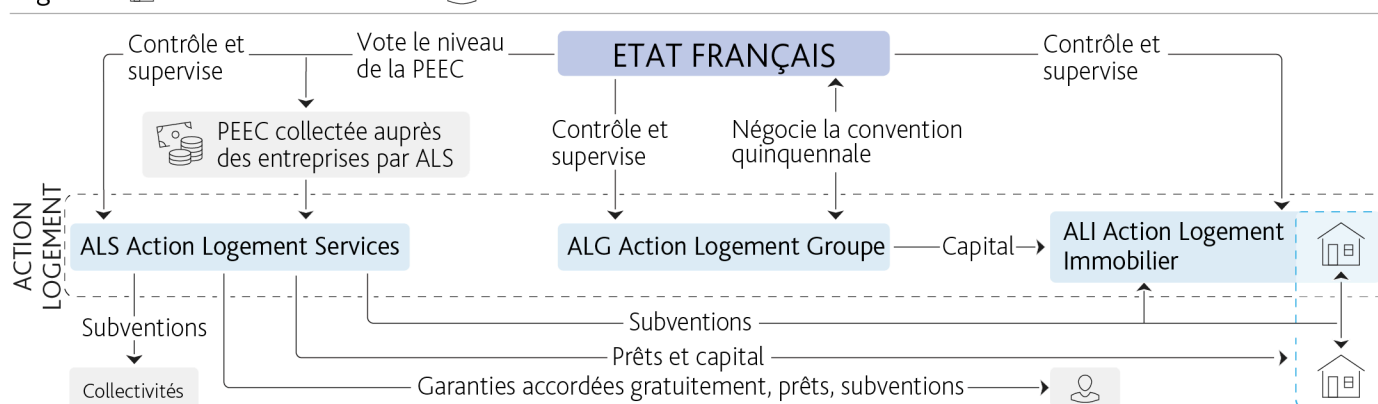 Contrôle et
supervise
Vote le niveau
de la PEEC
ETAT FRANÇAIS
Contrôle et
supervise
PEEC collectée auprès
des entreprises par ALS
Contrôle et
supervise
Négocie la convention
quinquennale
ACTION
LOGEMENT
ALS Action Logement Services
ALG Action Logement Groupe
Capital
ALI Action Logement
Immobilier
Subventions
Subventions
Prêts et capital
Collectivités
Garanties accordées gratuitement, prêts, subventions